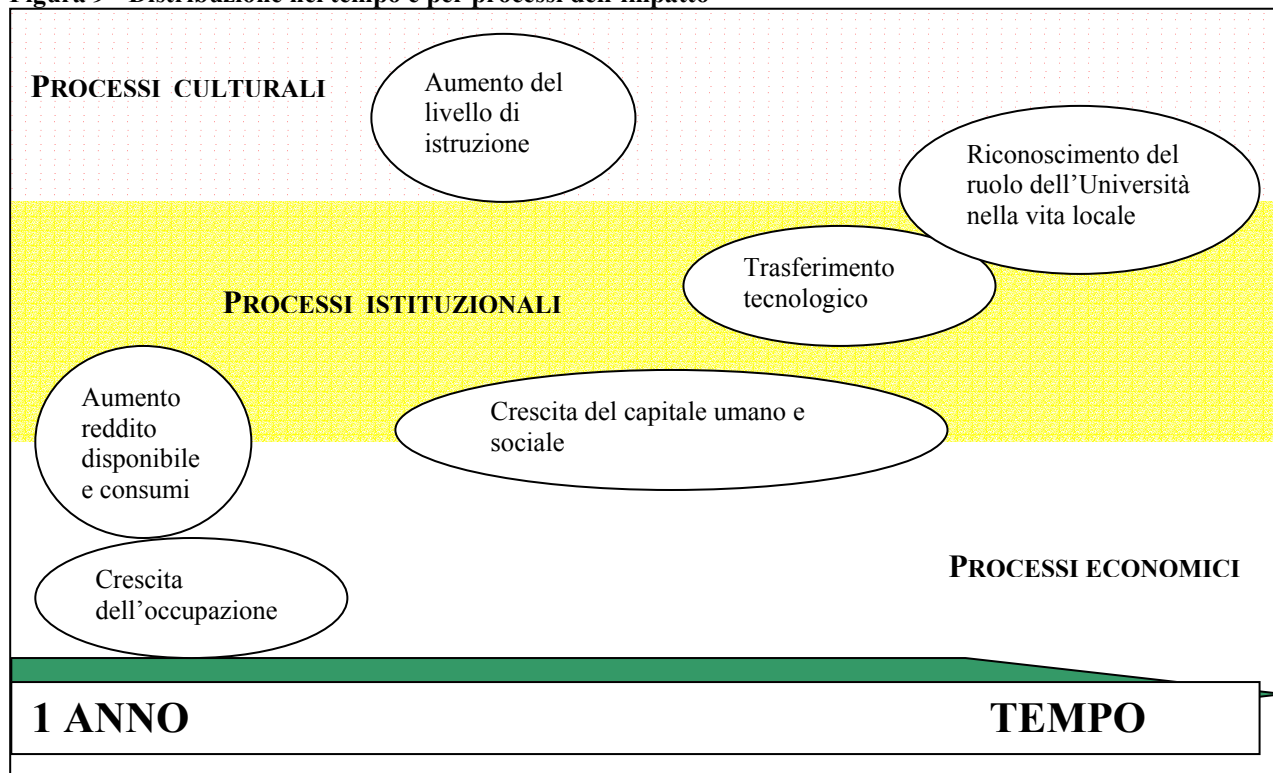 Figura 9 – Distribuzione nel tempo e per processi dell'impatto
PROCESSI CULTURALI
Aumento del
livello di
istruzione
Riconoscimento del
ruolo dell’Università
nella vita locale
Trasferimento
tecnologico
PROCESSI ISTITUZIONALI
Aumento
reddito
disponibile
e consumi
Crescita del capitale umano e
sociale
PROCESSI ECONOMICI
Crescita
dell’occupazione
1 ANNO
TEMPO